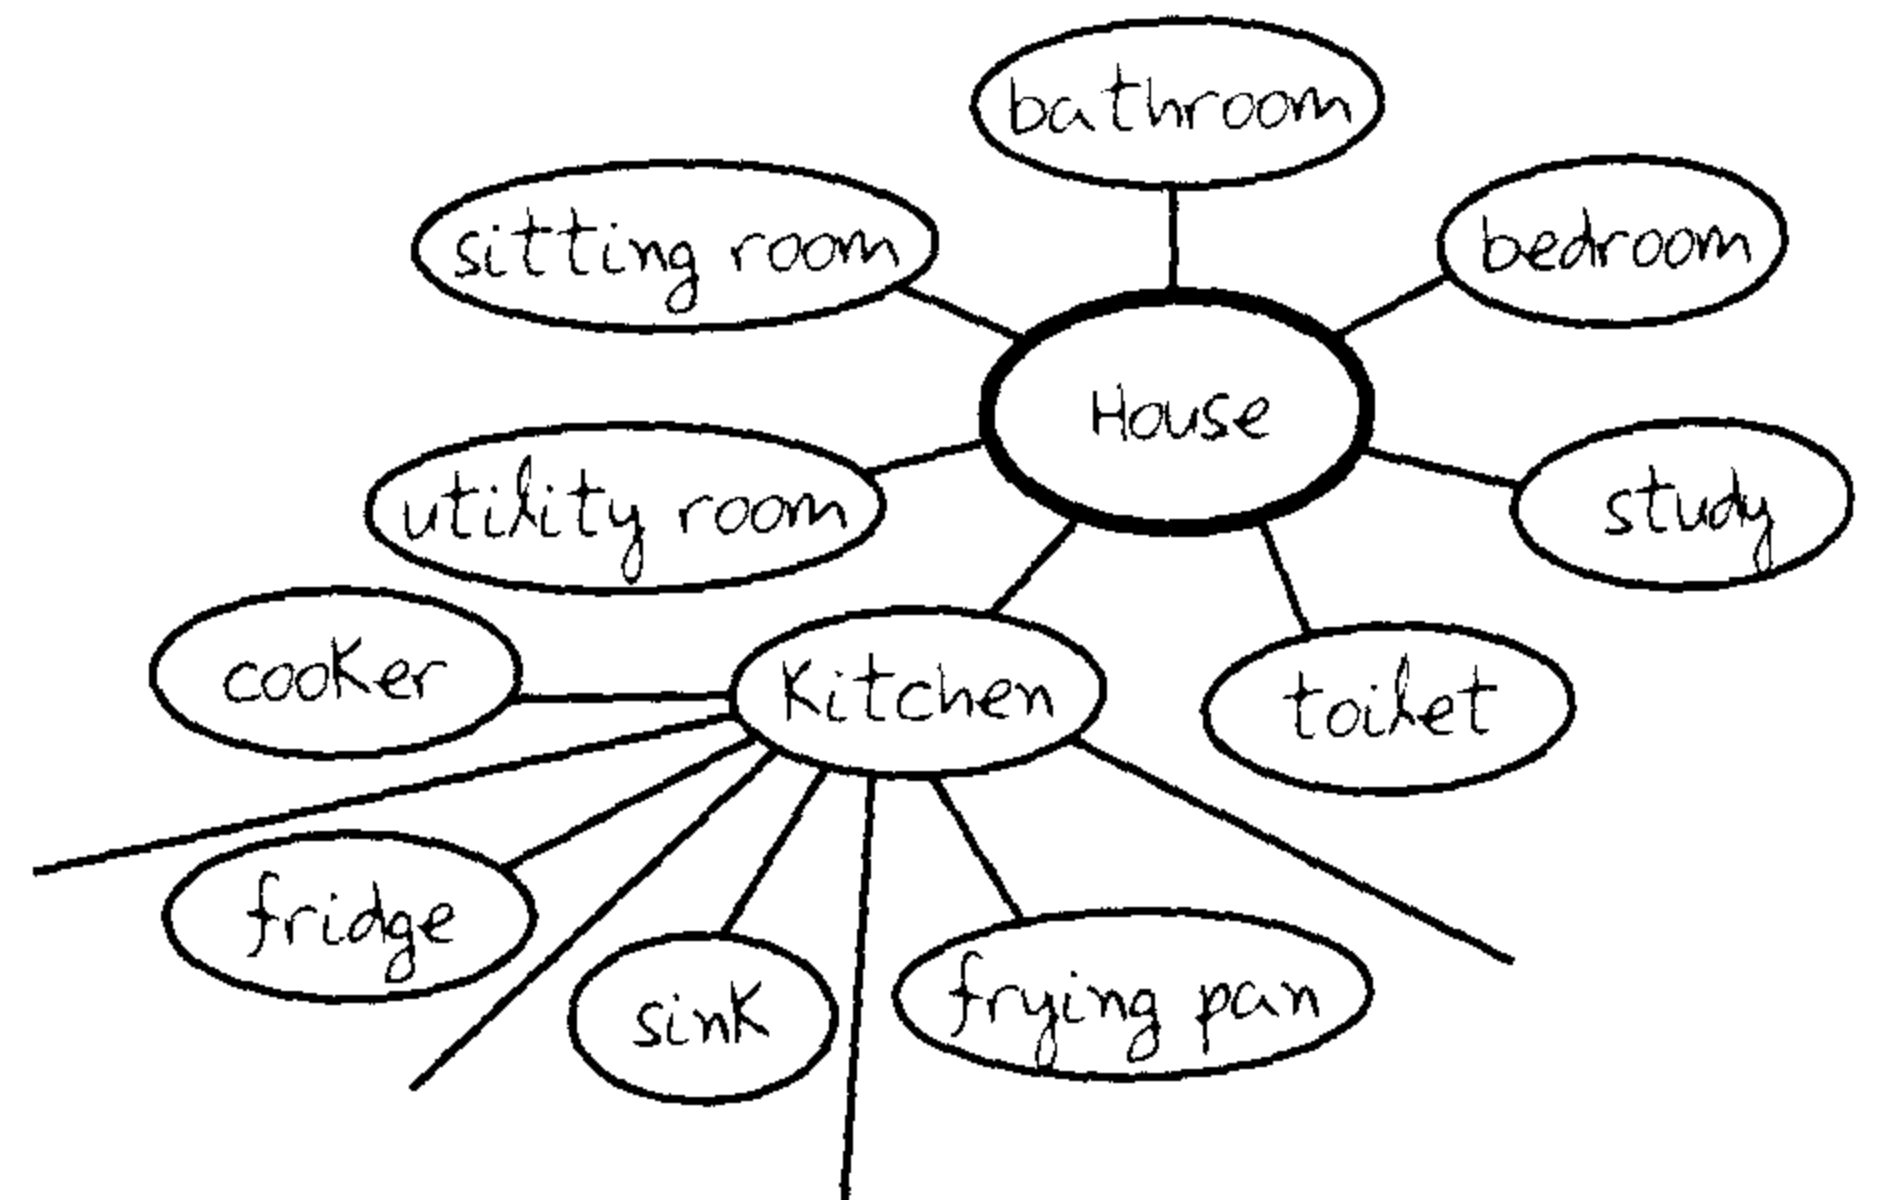 bathroom
sitting room
bedroom
House
utility room
study
cooker
Kitchen
toilet
fridge
sink
frying pan